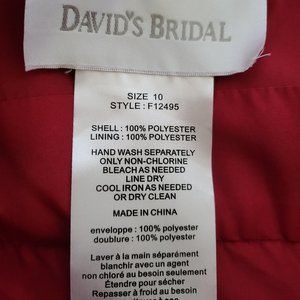 DAVID'S BRIDAL
SIZE 10
STYLE : F12495
SHELL : 100% POLYESTER
LINING : 100% POLYESTER
HAND WASH SEPARATELY
ONLY NON-CHLORINE
BLEACH AS NEEDED
LINE DRY
COOL IRON AS NEEDED
OR DRY CLEAN
MADE IN CHINA
enveloppe : 100% polyester
doublure : 100% polyester
Laver à la main séparément
blanchir avec un agent
non chloré au besoin seulement
Étendre pour sécher
Repasser à froid au besoin